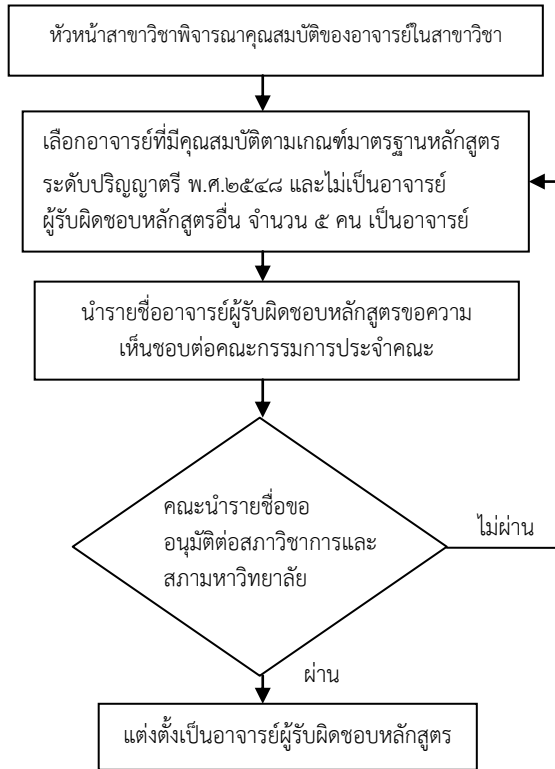 หัวหน้าสาขาวิชาพิจารณาคุณสมบัติของอาจารย์ในสาขาวิชา
เลือกอาจารย์ที่มีคุณสมบัติตามเกณฑ์มาตรฐานหลักสูตร
ระดับปริญญาตรี พ.ศ.๒๕๔๘ และไม่เป็นอาจารย์
ผู้รับผิดชอบหลักสูตรอื่น จำนวน ๕ คน เป็นอาจารย์
นำรายชื่ออาจารย์ผู้รับผิดชอบหลักสูตรขอความ
เห็นชอบต่อคณะกรรมการประจำคณะ
คณะนำรายชื่อขอ
อนุมัติต่อสภาวิชาการและ
สภามหาวิทยาลัย
ไม่ผ่าน
ผ่าน
แต่งตั้งเป็นอาจารย์ผู้รับผิดชอบหลักสูตร